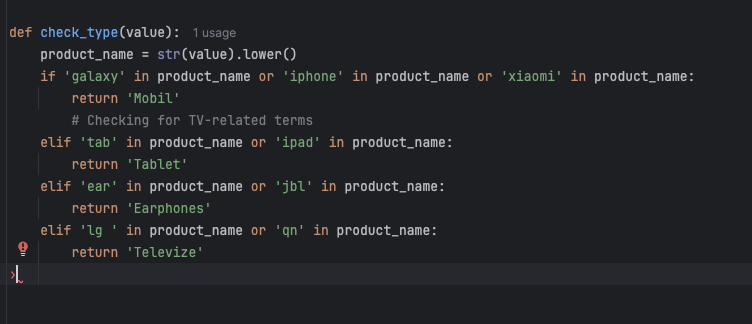 def check_type(value):  1 usage
    product_name = str(value).lower()
    if 'galaxy' in product_name or 'iphone' in product_name or 'xiaomi' in product_name:
        return 'Mobil'
        # Checking for TV-related terms
    elif 'tab' in product_name or 'ipad' in product_name:
        return 'Tablet'
    elif 'ear' in product_name or 'jbl' in product_name:
        return 'Earphones'
    elif 'lg ' in product_name or 'qn' in product_name:
        return 'Televize'
›